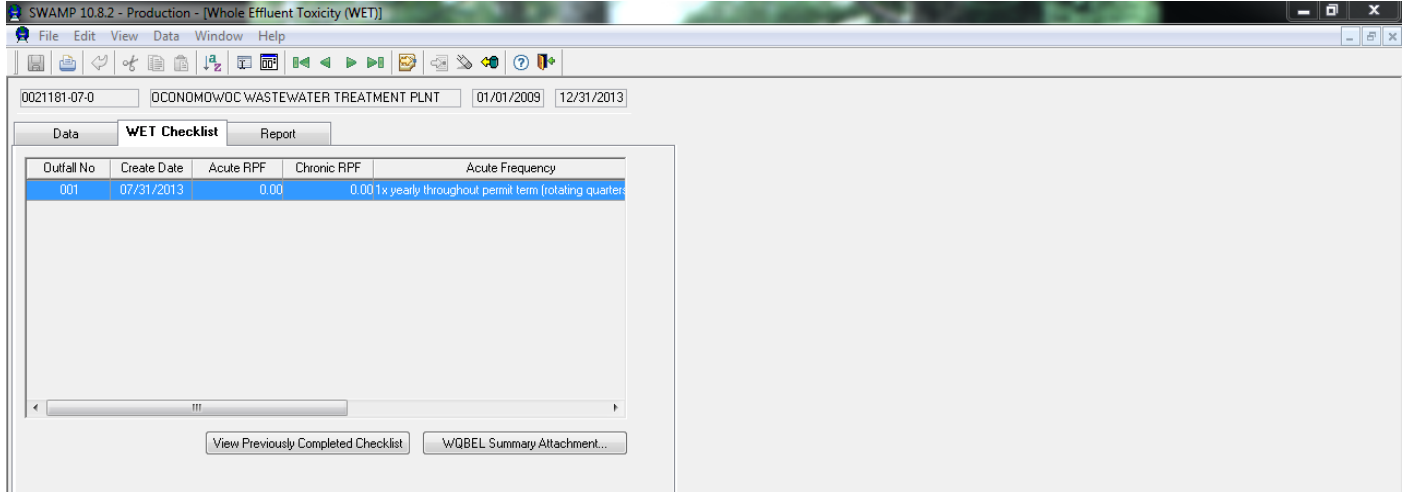 SWAMP 10.8.2 - Production - [Whole Effluent Toxicity (WET)]
File Edit View Data Window Help
0021181-07-0 OCONOMOWOC WASTEWATER TREATMENT PLNT 01/01/2009 12/31/2013
Data WET Checklist Report
Outfall No Create Date Acute RPF Chronic RPF Acute Frequency
001 07/31/2013 0.00 0.00 1x yearly throughout permit term (rotating quarters
View Previously Completed Checklist WQBEL Summary Attachment...